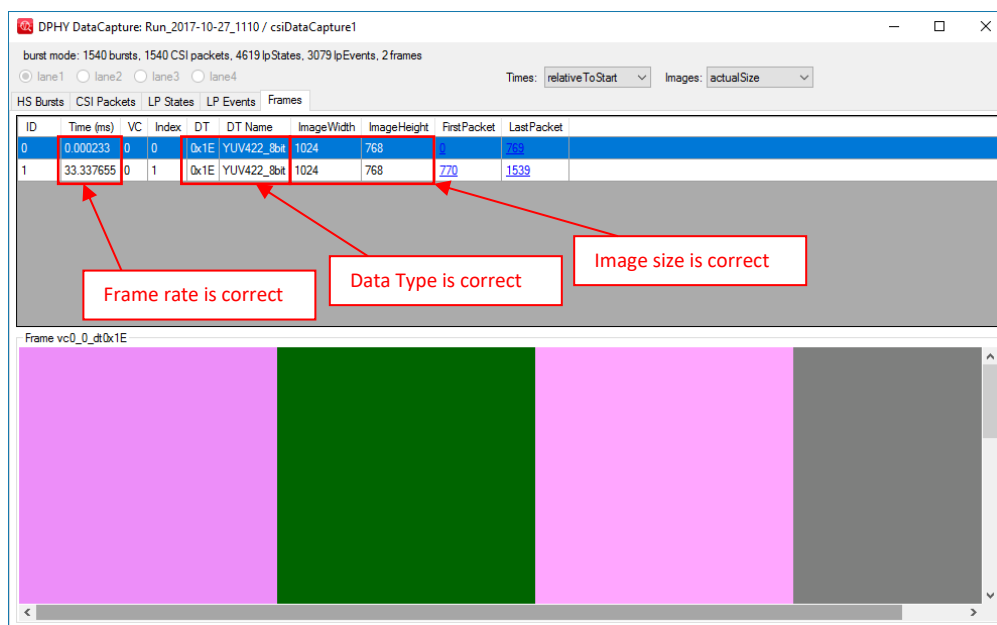 DPHY DataCapture: Run_2017-10-27_1110 / csiDataCapture1
burst mode: 1540 bursts, 1540 CSI packets, 4619 lpStates, 3079 lpEvents, 2 frames
lane1 lane2 lane3 lane4 Times: relativeToStart Images: actualSize
HS Bursts CSI Packets LP States LP Events Frames
ID Time (ms) VC Index DT DT Name ImageWidth ImageHeight FirstPacket LastPacket
0 0.000233 0 0 0x1E YUV422_8bit 1024 768 0 769
1 33.337655 0 1 0x1E YUV422_8bit 1024 768 770 1539
Image size is correct
Data Type is correct
Frame rate is correct
Frame vc0_0_dt0x1E